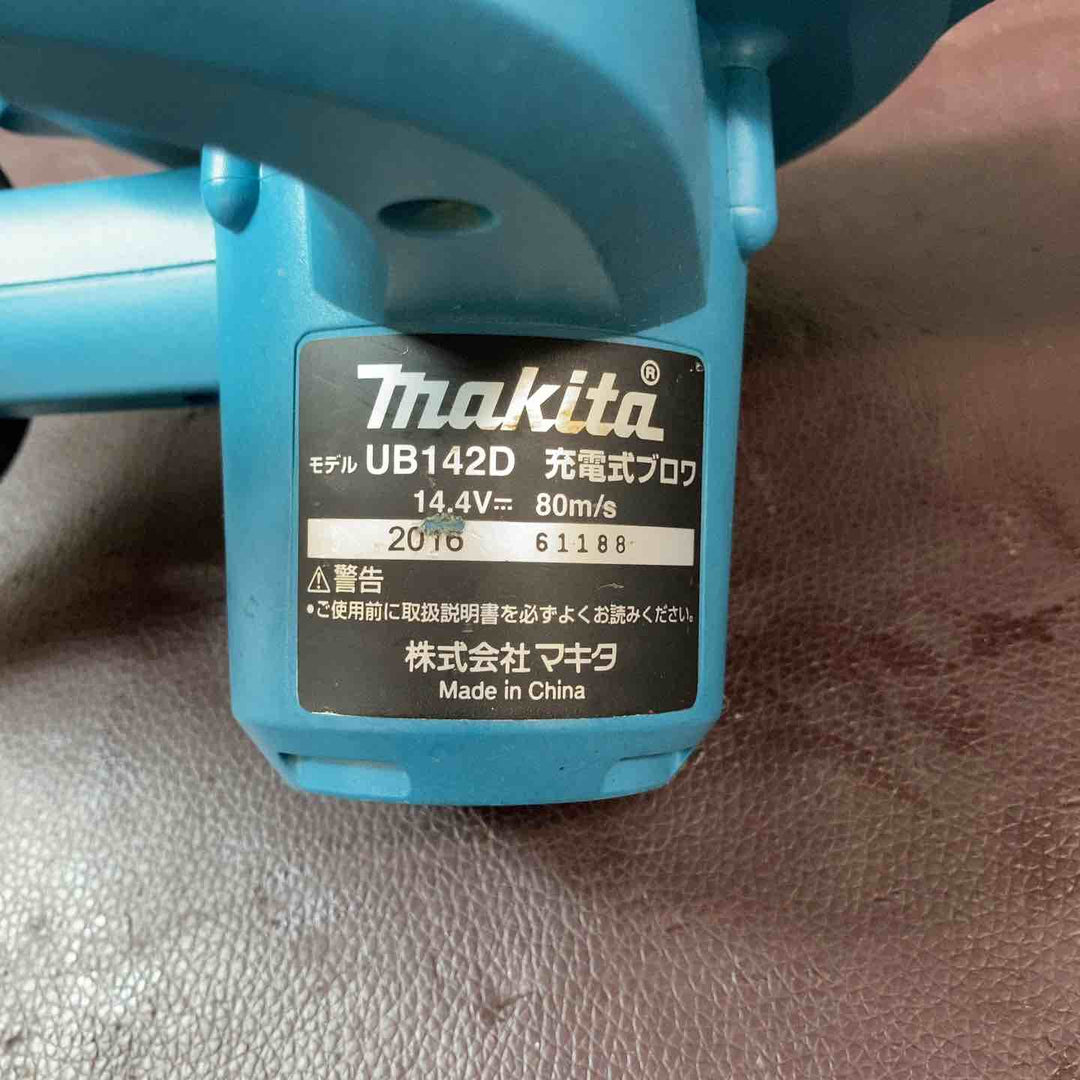 makita®
モデル UB142D 充電式ブロワ
14.4V⎓ 80m/s
2016 61188
⚠警告
•ご使用前に取扱説明書を必ずよくお読みください。
株式会社マキタ
Made in China